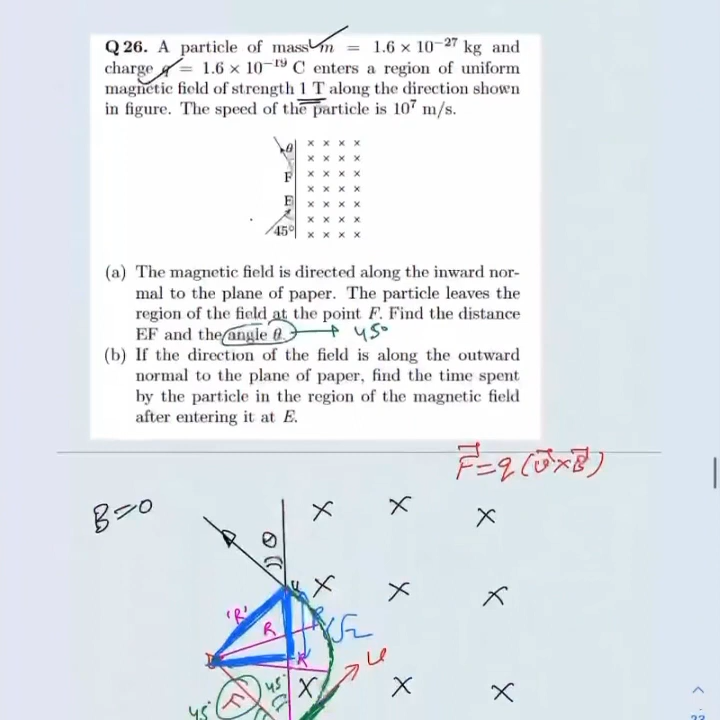 Q 26. A particle of mass m = 1.6 × 10⁻²⁷ kg and
charge q = 1.6 × 10⁻¹⁹ C enters a region of uniform
magnetic field of strength 1 T along the direction shown
in figure. The speed of the particle is 10⁷ m/s.
θ × × × ×
× × × ×
F × × × ×
× × × ×
E × × × ×
× × × ×
45° × × × ×
(a) The magnetic field is directed along the inward nor-
mal to the plane of paper. The particle leaves the
region of the field at the point F. Find the distance
EF and the angle θ. 45°
(b) If the direction of the field is along the outward
normal to the plane of paper, find the time spent
by the particle in the region of the magnetic field
after entering it at E.
F⃗ = q(v⃗ × B⃗)
B=0
θ × × ×
× × ×
'R'
R
R/√2
R u
45° × × ×
45° F